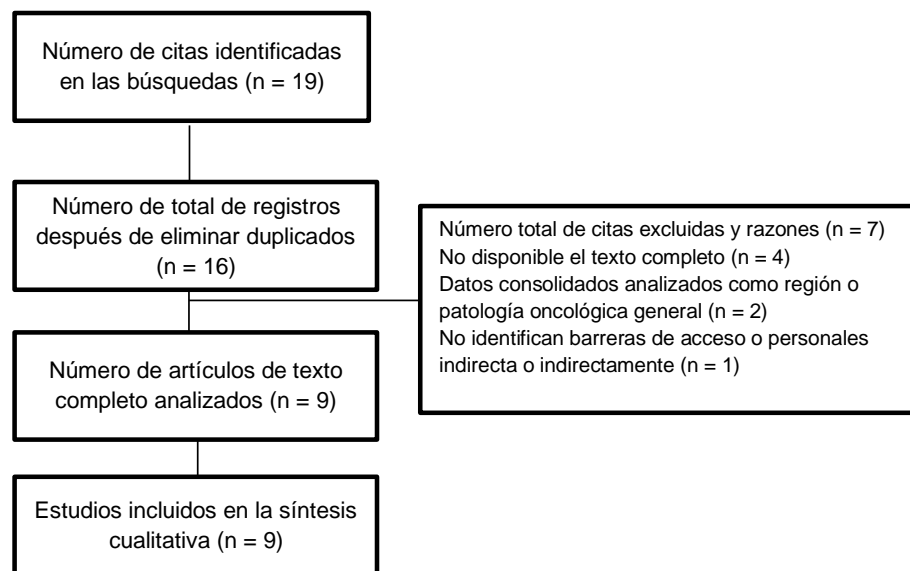 Número de citas identificadas
en las búsquedas (n = 19)
Número de total de registros
después de eliminar duplicados
(n = 16)
Número total de citas excluidas y razones (n = 7)
No disponible el texto completo (n = 4)
Datos consolidados analizados como región o
patología oncológica general (n = 2)
No identifican barreras de acceso o personales
indirecta o indirectamente (n = 1)
Número de artículos de texto
completo analizados (n = 9)
Estudios incluidos en la síntesis
cualitativa (n = 9)